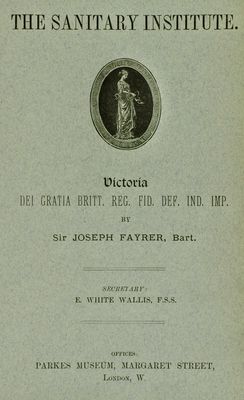 THE SANITARY INSTITUTE.
Victoria
DEI GRATIA BRITT. REG. FID. DEF. IND. IMP.
BY
Sir JOSEPH FAYRER, Bart.
SECRETARY:
E. WHITE WALLIS, F.S.S.
OFFICES:
PARKES MUSEUM, MARGARET STREET,
LONDON, W.